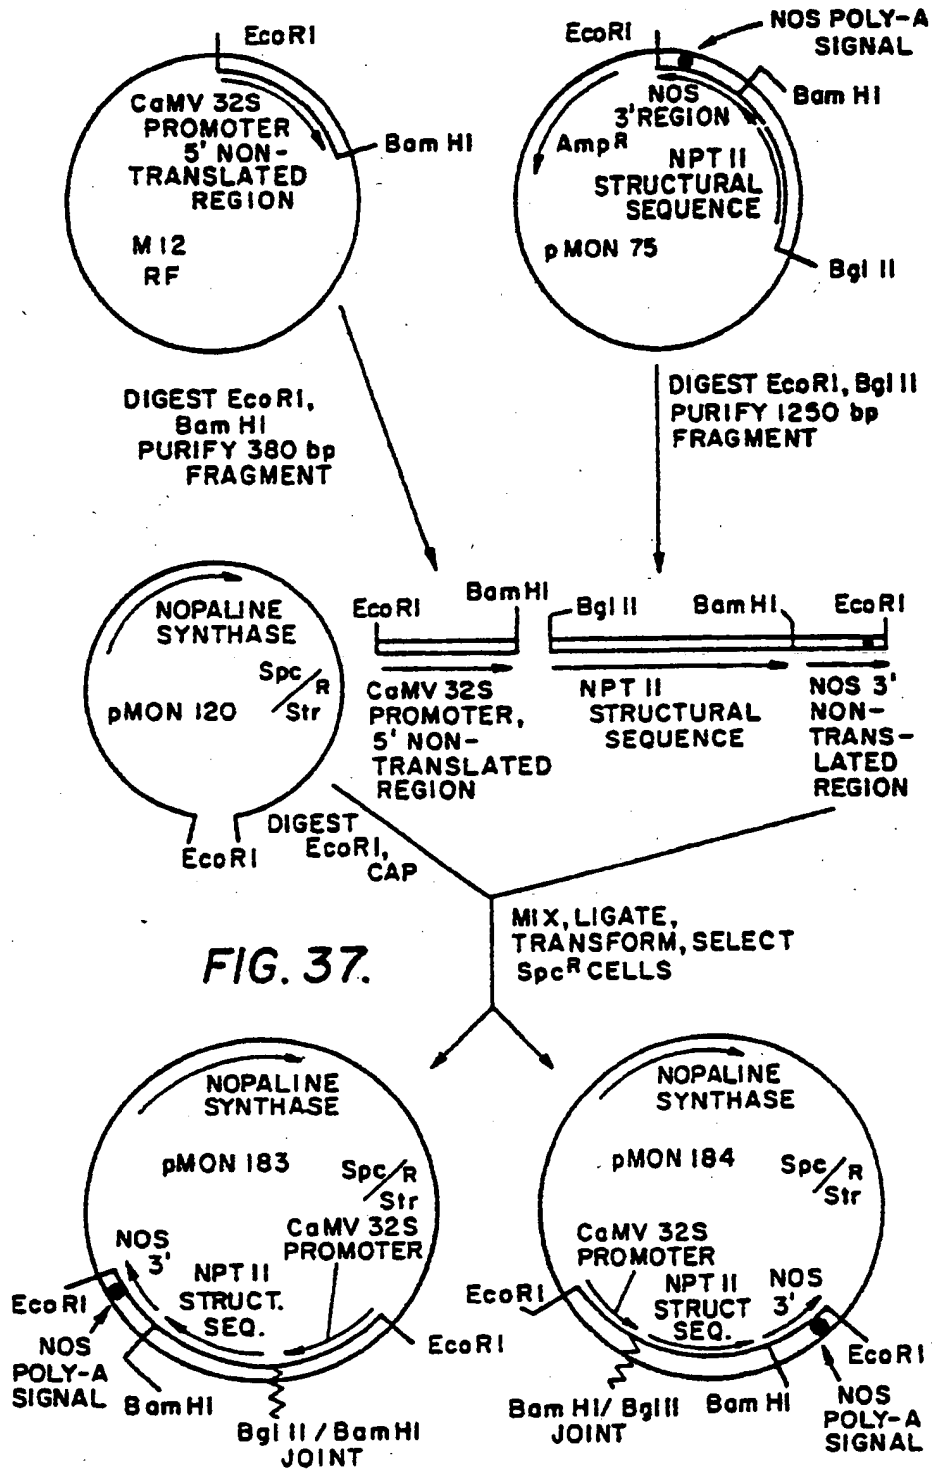 EcoRI
CaMV 32S
PROMOTER
5' NON-
TRANSLATED
REGION
Bam HI
M12
RF
EcoRI
NOS POLY-A
SIGNAL
Bam HI
NOS
3' REGION
AmpR
NPT II
STRUCTURAL
SEQUENCE
pMON 75
Bgl II
DIGEST EcoRI,
Bam HI
PURIFY 380 bp
FRAGMENT
DIGEST EcoRI, Bgl II
PURIFY 1250 bp
FRAGMENT
NOPALINE
SYNTHASE
Spc/R
Str
pMON 120
EcoRI
EcoRI
Bam HI
CaMV 32S
PROMOTER,
5' NON-
TRANSLATED
REGION
Bgl II
Bam HI
EcoRI
NPT II
STRUCTURAL
SEQUENCE
NOS 3'
NON-
TRANS-
LATED
REGION
DIGEST
EcoRI,
CAP
MIX, LIGATE,
TRANSFORM, SELECT
SpcR CELLS
FIG. 37.
NOPALINE
SYNTHASE
pMON 183
Spc/R
Str
CaMV 32S
PROMOTER
NOS
3'
NPT II
STRUCT.
SEQ.
EcoRI
EcoRI
NOS
POLY-A
SIGNAL
Bam HI
Bgl II / BamHI
JOINT
NOPALINE
SYNTHASE
pMON 184
Spc/R
Str
CaMV 32S
PROMOTER
NPT II
STRUCT
SEQ.
NOS
3'
EcoRI
EcoRI
Bam HI/ Bgl II
JOINT
Bam HI
NOS
POLY-A
SIGNAL